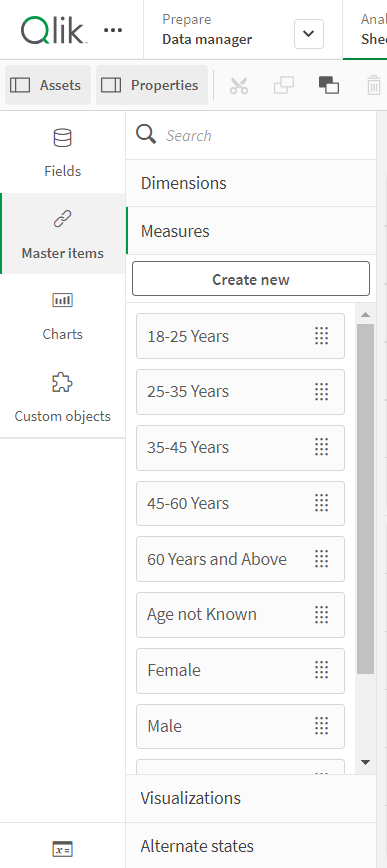 Qlik
Prepare
Data manager
Anal
Shee
Assets
Properties
Search
Fields
Master items
Charts
Custom objects
Dimensions
Measures
Create new
18-25 Years
25-35 Years
35-45 Years
45-60 Years
60 Years and Above
Age not Known
Female
Male
Visualizations
Alternate states
x=